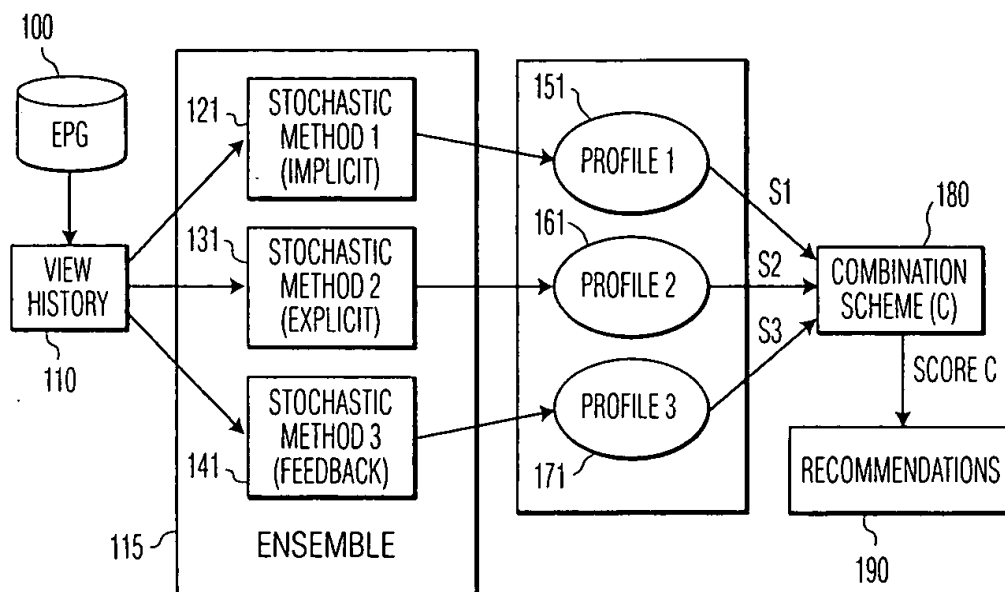 100
EPG
VIEW
HISTORY
110
121
STOCHASTIC
METHOD 1
(IMPLICIT)
131
STOCHASTIC
METHOD 2
(EXPLICIT)
STOCHASTIC
METHOD 3
(FEEDBACK)
141
ENSEMBLE
115
151
PROFILE 1
161
PROFILE 2
PROFILE 3
171
S1
S2
S3
180
COMBINATION
SCHEME (C)
SCORE C
RECOMMENDATIONS
190